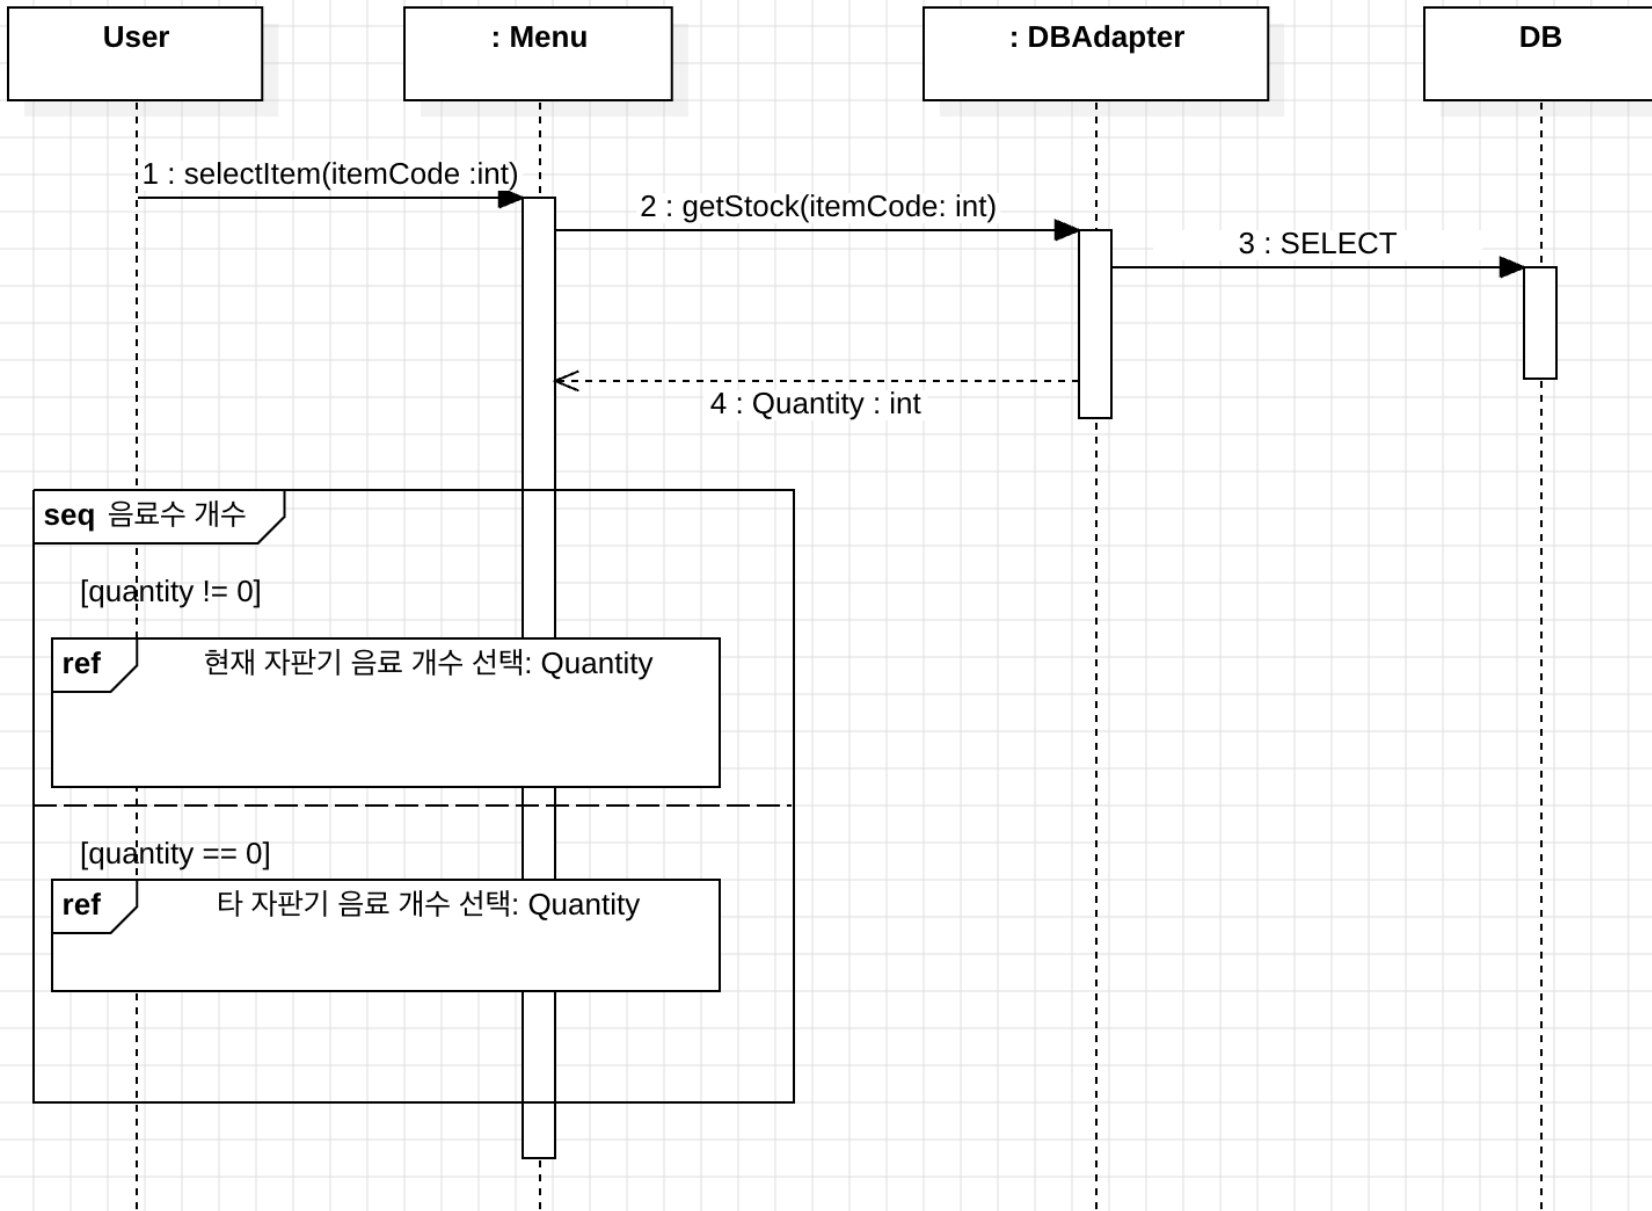 User
: Menu
: DBAdapter
DB
1 : selectItem(itemCode :int)
2 : getStock(itemCode: int)
3 : SELECT
4 : Quantity : int
seq 음료수 개수
[quantity != 0]
ref 현재 자판기 음료 개수 선택: Quantity
[quantity == 0]
ref 타 자판기 음료 개수 선택: Quantity